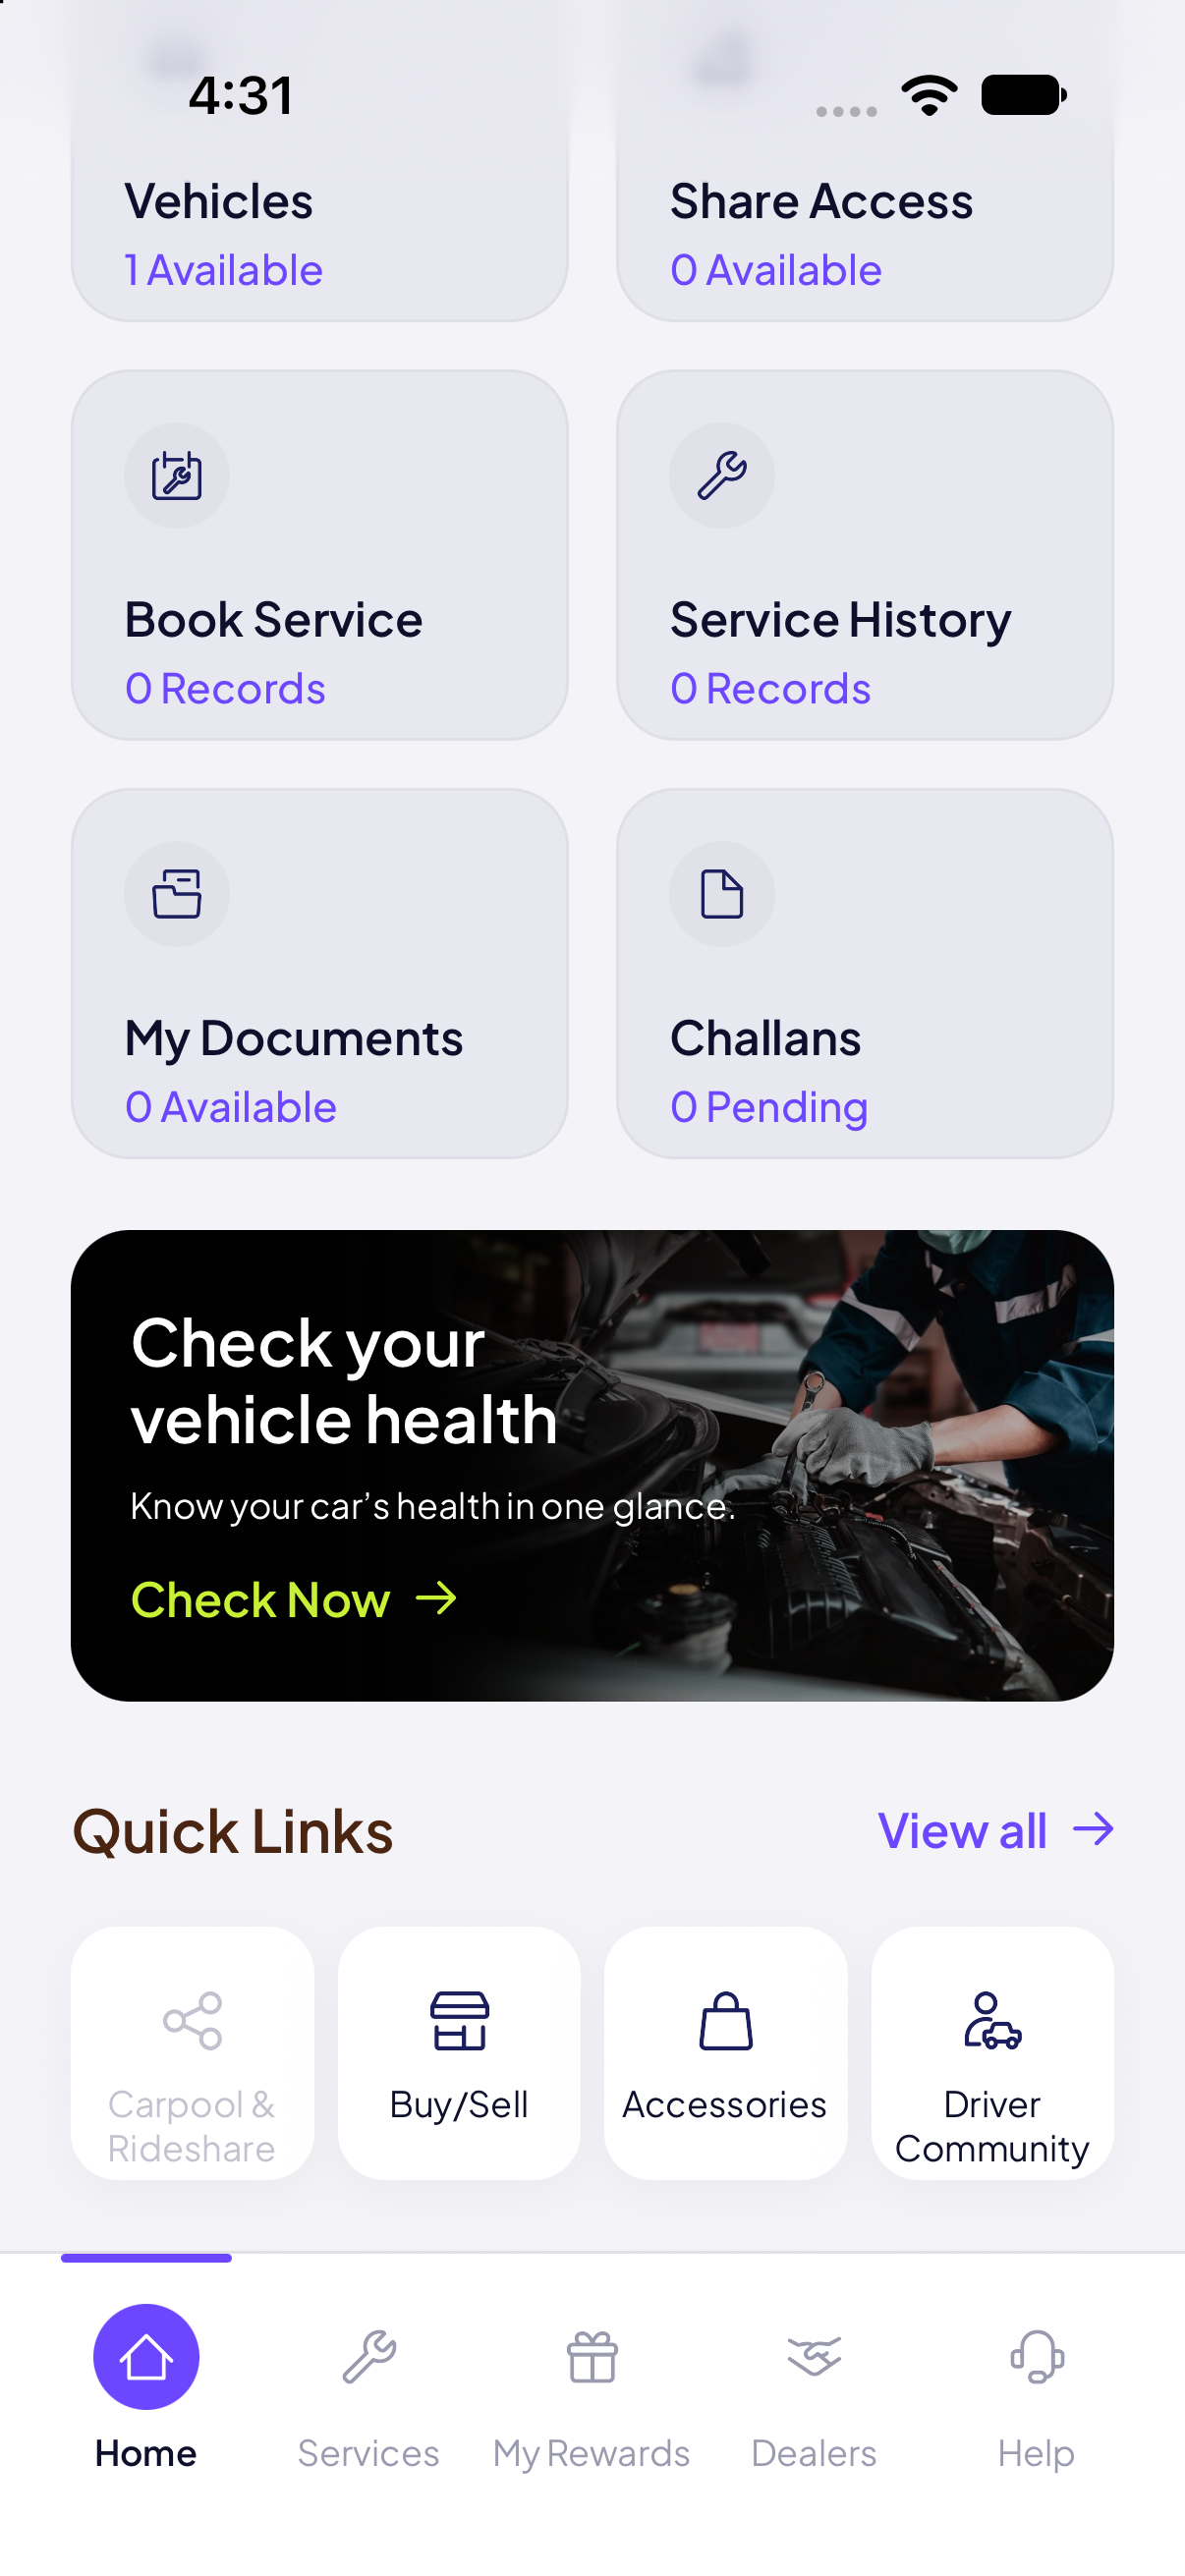 4:31
Vehicles
1 Available
Share Access
0 Available
Book Service
0 Records
Service History
0 Records
My Documents
0 Available
Challans
0 Pending
Check your
vehicle health
Know your car’s health in one glance.
Check Now
Quick Links
View all
Carpool &
Rideshare
Buy/Sell
Accessories
Driver
Community
Home
Services
My Rewards
Dealers
Help